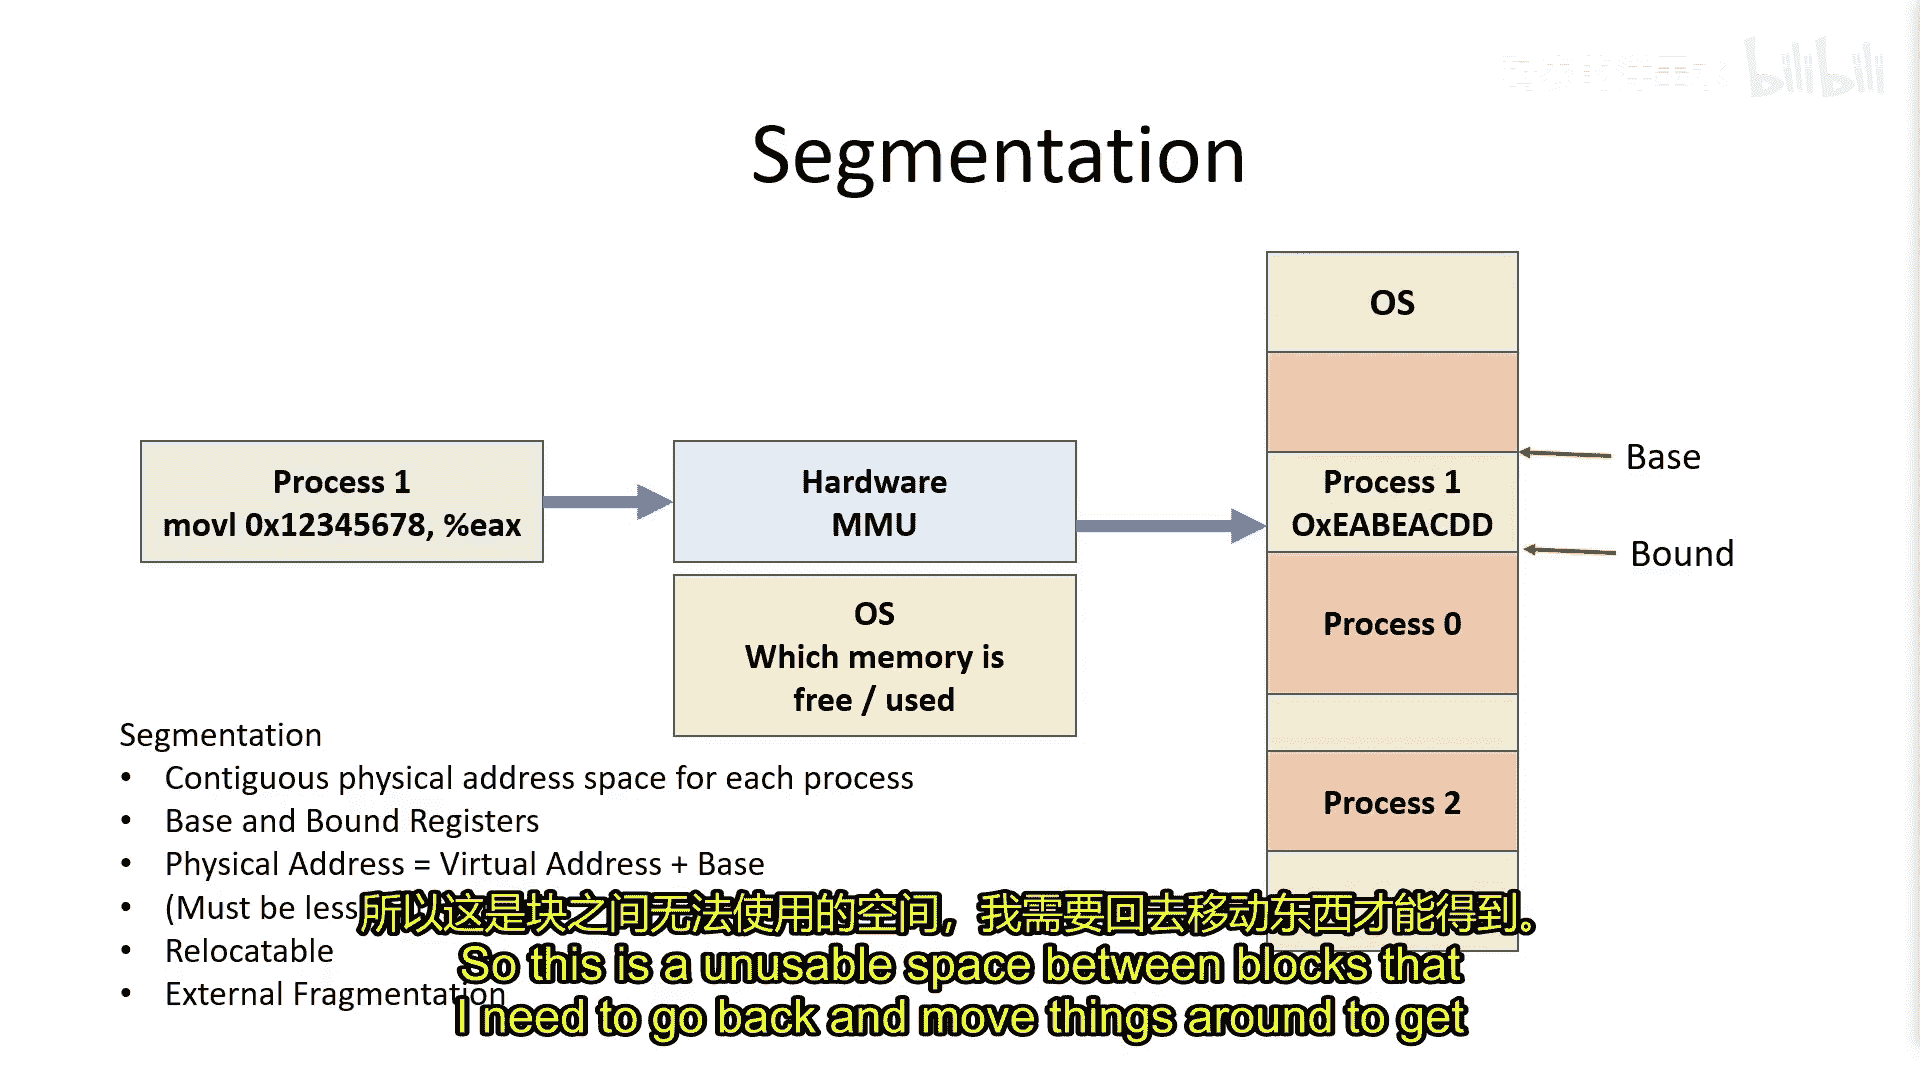 bilibili
Segmentation
OS
Base
Process 1
movl 0x12345678, %eax
Hardware
MMU
Process 1
OxEABEACDD
Bound
OS
Which memory is
free / used
Process 0
Process 2
Segmentation
• Contiguous physical address space for each process
• Base and Bound Registers
• Physical Address = Virtual Address + Base
• (Must be less
• Relocatable
• External Fragmentation
所以这是块之间无法使用的空间，我需要回去移动东西才能得到。
So this is a unusable space between blocks that
I need to go back and move things around to get